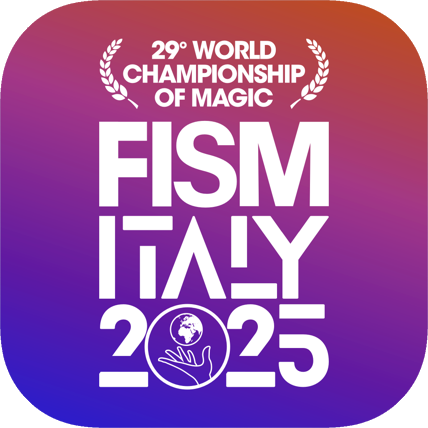 29° WORLD
CHAMPIONSHIP
OF MAGIC
FISM
ITALY
2025